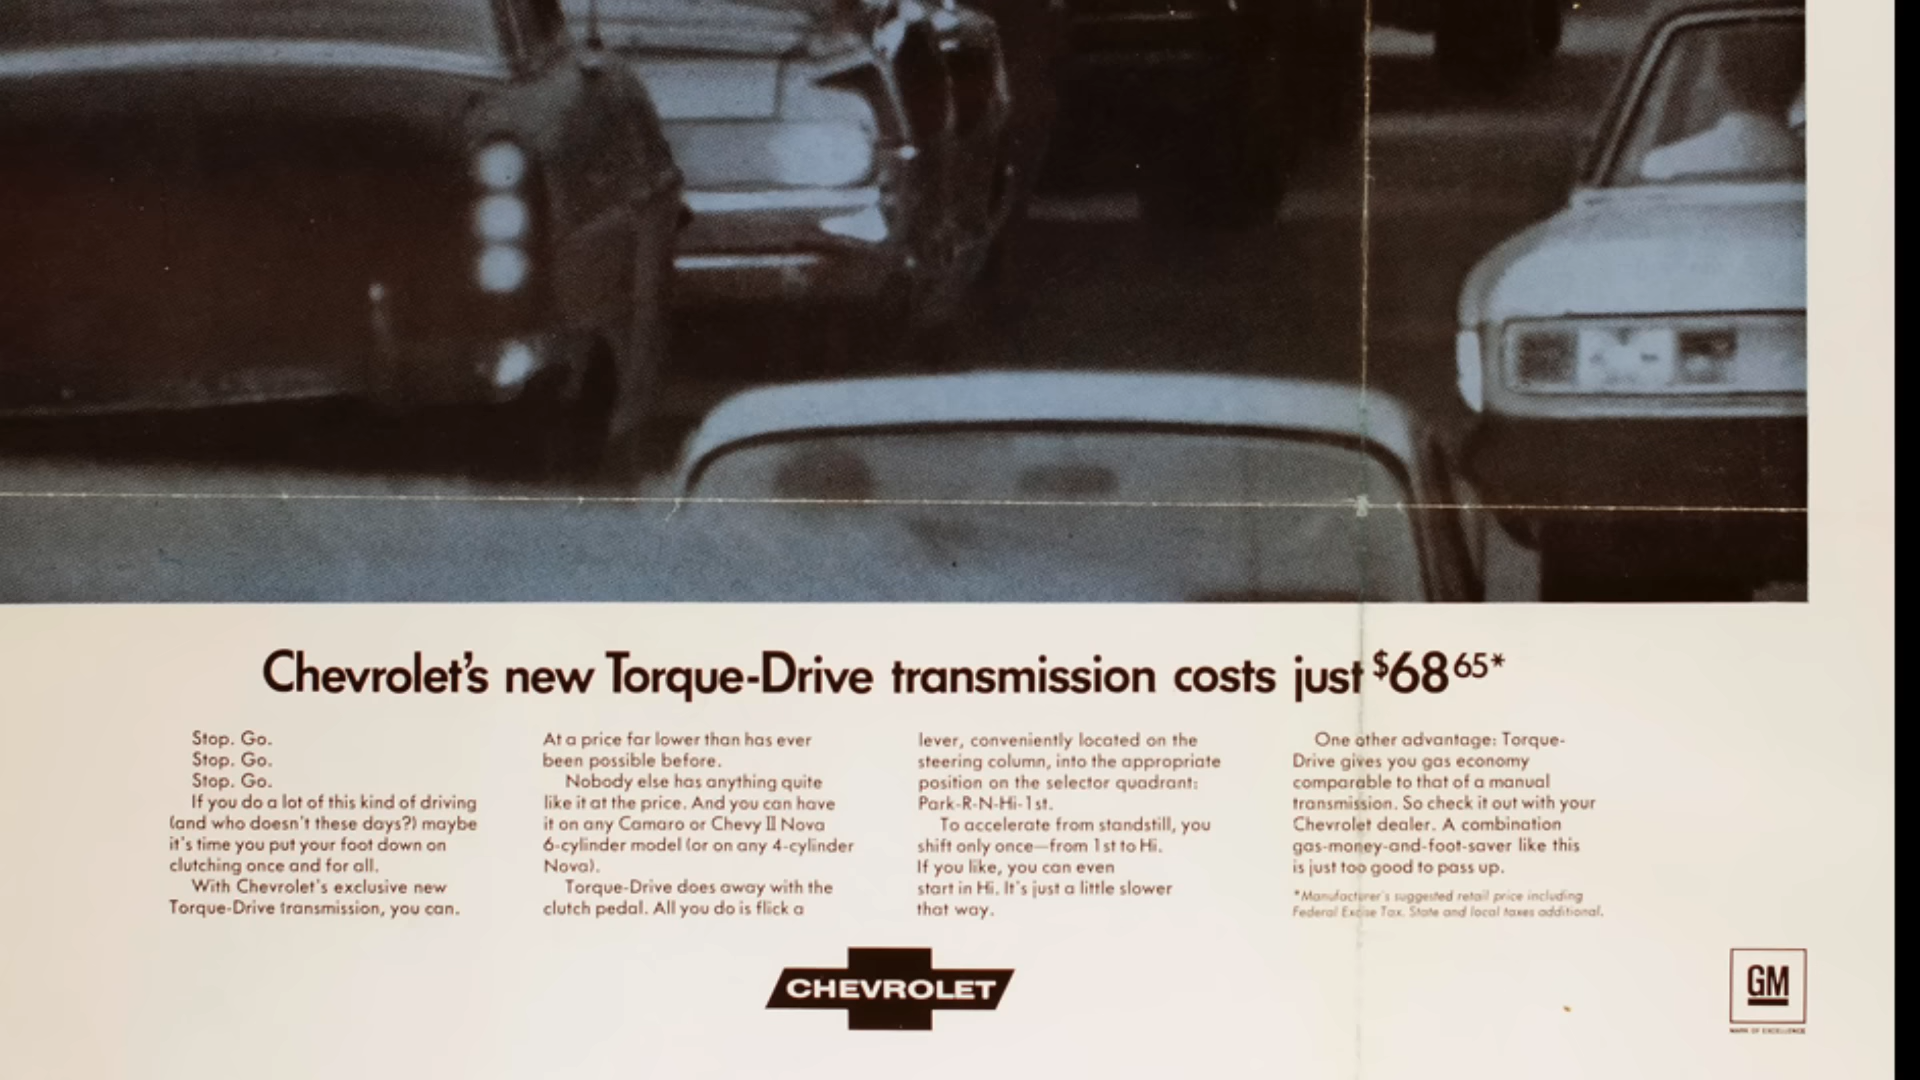 Chevrolet's new Torque-Drive transmission costs just $68 65*
Stop. Go.
Stop. Go.
Stop. Go.
If you do a lot of this kind of driving
(and who doesn't these days?) maybe
it's time you put your foot down on
clutching once and for all.
With Chevrolet's exclusive new
Torque-Drive transmission, you can.
At a price far lower than has ever
been possible before.
Nobody else has anything quite
like it at the price. And you can have
it on any Camaro or Chevy II Nova
6-cylinder model (or on any 4-cylinder
Nova).
Torque-Drive does away with the
clutch pedal. All you do is flick a
lever, conveniently located on the
steering column, into the appropriate
position on the selector quadrant:
Park-R-N-Hi-1st.
To accelerate from standstill, you
shift only once—from 1st to Hi.
If you like, you can even
start in Hi. It's just a little slower
that way.
One other advantage: Torque-
Drive gives you gas economy
comparable to that of a manual
transmission. So check it out with your
Chevrolet dealer. A combination
gas-money-and-foot-saver like this
is just too good to pass up.
*Manufacturer's suggested retail price including
Federal Excise Tax. State and local taxes additional.
CHEVROLET
GM
MARK OF EXCELLENCE